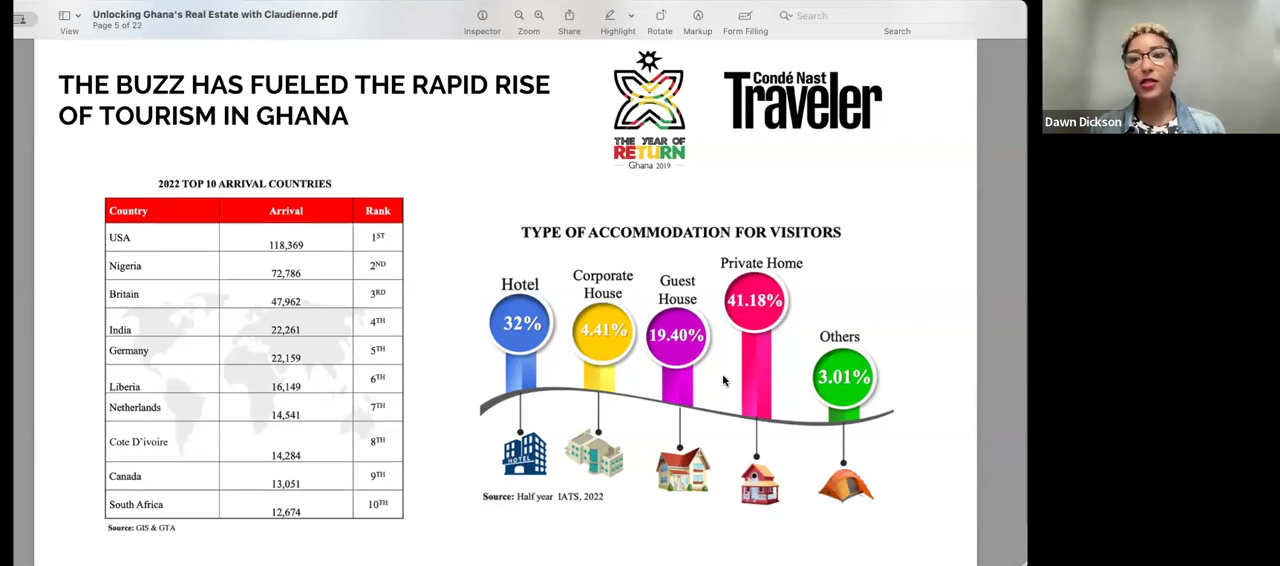 Unlocking Ghana's Real Estate with Claudienne.pdf
Page 5 of 22
View
Inspector
Zoom
Share
Highlight
Rotate
Markup
Form Filling
Search
Search
THE BUZZ HAS FUELED THE RAPID RISE
OF TOURISM IN GHANA
THE YEAR OF
RETURN
Ghana 2019
Condé Nast
Traveler
Dawn Dickson
2022 TOP 10 ARRIVAL COUNTRIES
Country Arrival Rank
USA 118,369 1ST
Nigeria 72,786 2ND
Britain 47,962 3RD
India 22,261 4TH
Germany 22,159 5TH
Liberia 16,149 6TH
Netherlands 14,541 7TH
Cote D'ivoire 14,284 8TH
Canada 13,051 9TH
South Africa 12,674 10TH
Source: GIS & GTA
TYPE OF ACCOMMODATION FOR VISITORS
Hotel
32%
Corporate
House
4.41%
Guest
House
19.40%
Private Home
41.18%
Others
3.01%
HOTEL
Source: Half year IATS, 2022